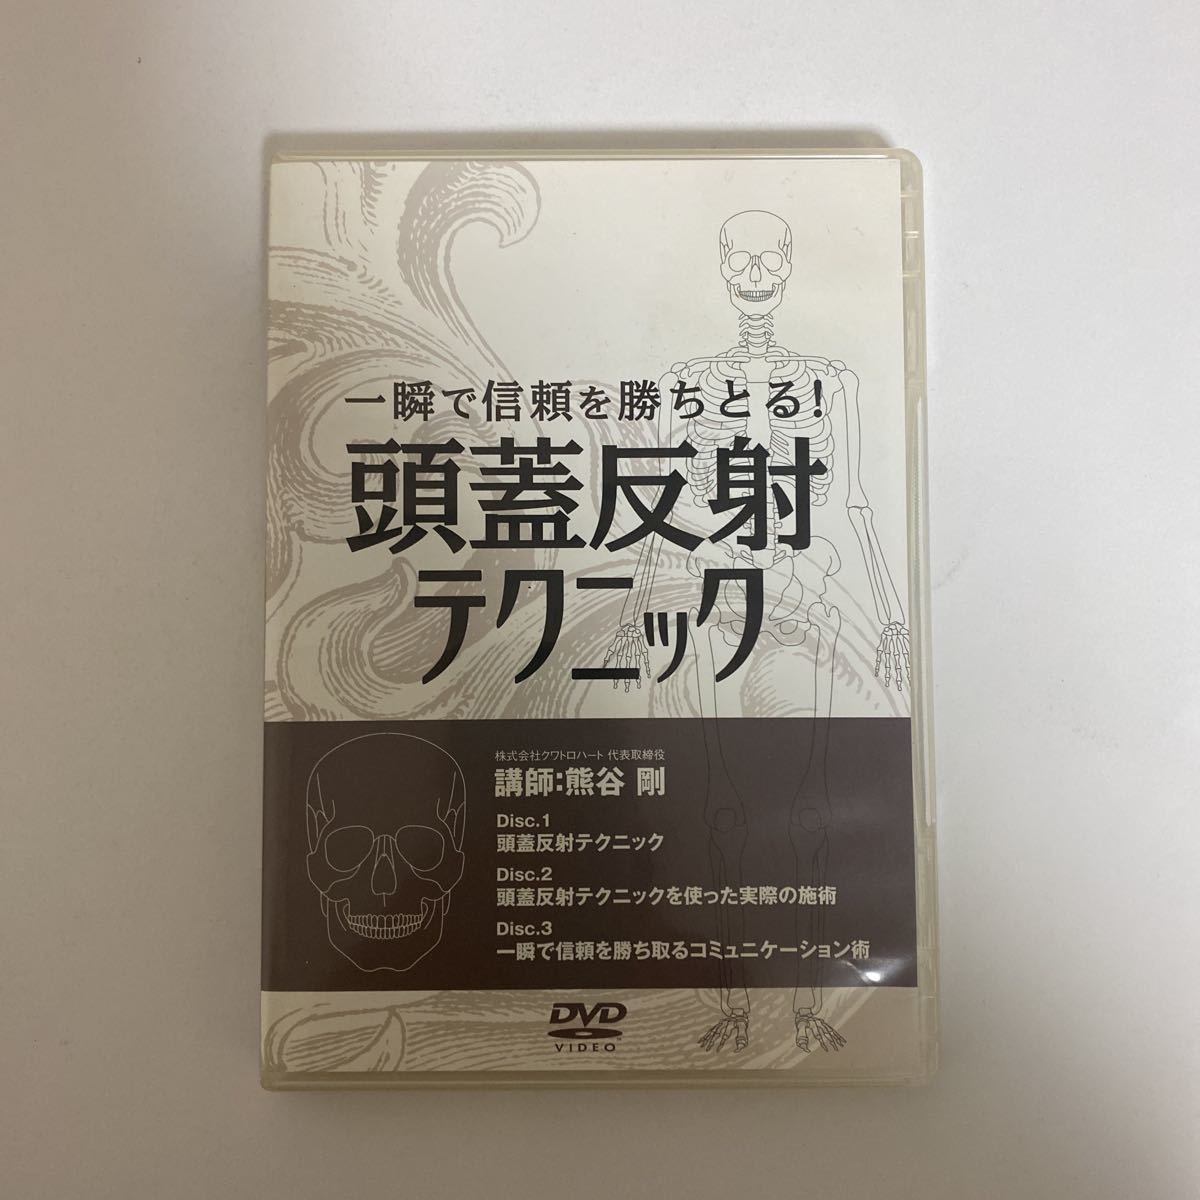 一瞬で信頼を勝ちとる！
頭蓋反射
テクニック
株式会社クワトロハート 代表取締役
講師：熊谷 剛
Disc.1
頭蓋反射テクニック
Disc.2
頭蓋反射テクニックを使った実際の施術
Disc.3
一瞬で信頼を勝ち取るコミュニケーション術
DVD
VIDEO